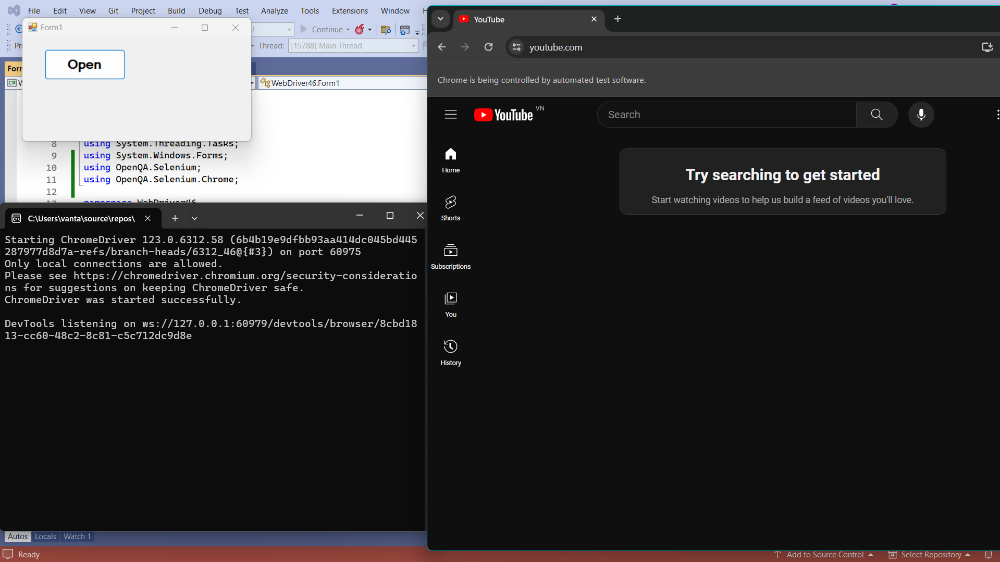 File Edit View Git Project Build Debug Test Analyze Tools Extensions Window
Form1
Continue
Thread: [15788] Main Thread
Open
WebDriver46.Form1
8 using System.Threading.Tasks;
9 using System.Windows.Forms;
10 using OpenQA.Selenium;
11 using OpenQA.Selenium.Chrome;
12
13 namespace WebDriver46
C:\Users\vanta\source\repos\
Starting ChromeDriver 123.0.6312.58 (6b4b19e9dfbb93aa414dc045bd445
287977d8d7a-refs/branch-heads/6312_46@{#3}) on port 60975
Only local connections are allowed.
Please see https://chromedriver.chromium.org/security-consideratio
ns for suggestions on keeping ChromeDriver safe.
ChromeDriver was started successfully.
DevTools listening on ws://127.0.0.1:60979/devtools/browser/8cbd18
13-cc60-48c2-8c81-c5c712dc9d8e
Autos Locals Watch 1
Ready
YouTube
youtube.com
Chrome is being controlled by automated test software.
YouTube VN
Search
Home
Shorts
Subscriptions
You
History
Try searching to get started
Start watching videos to help us build a feed of videos you'll love.
Add to Source Control Select Repository